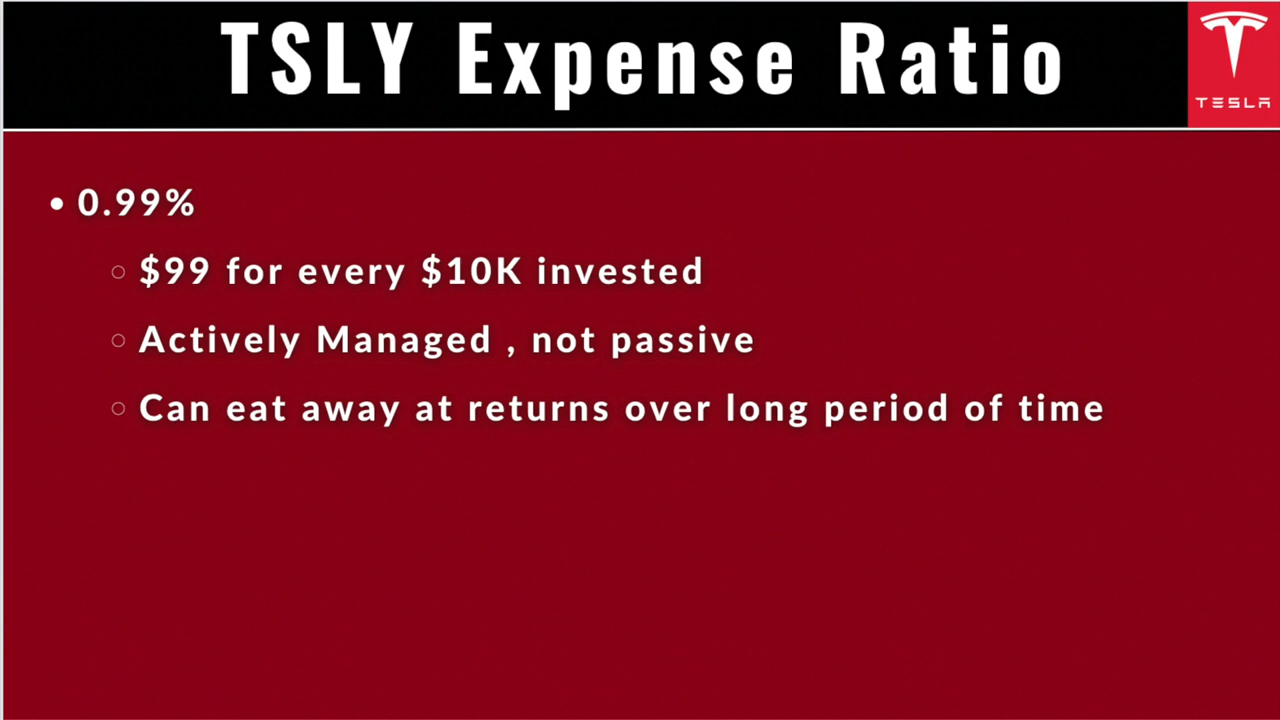 TSLY Expense Ratio
TESLA
• 0.99%
○ $99 for every $10K invested
○ Actively Managed , not passive
○ Can eat away at returns over long period of time